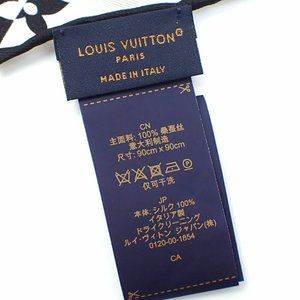 LOUIS VUITTON
PARIS
MADE IN ITALY
CN
主面料: 100% 桑蚕丝
意大利制造
尺寸: 90cm x 90cm
仅可干洗
JP
本体: シルク 100%
イタリア製
ドライクリーニング
ルイ・ヴィトン ジャパン(株)
0120-00-1854
CA